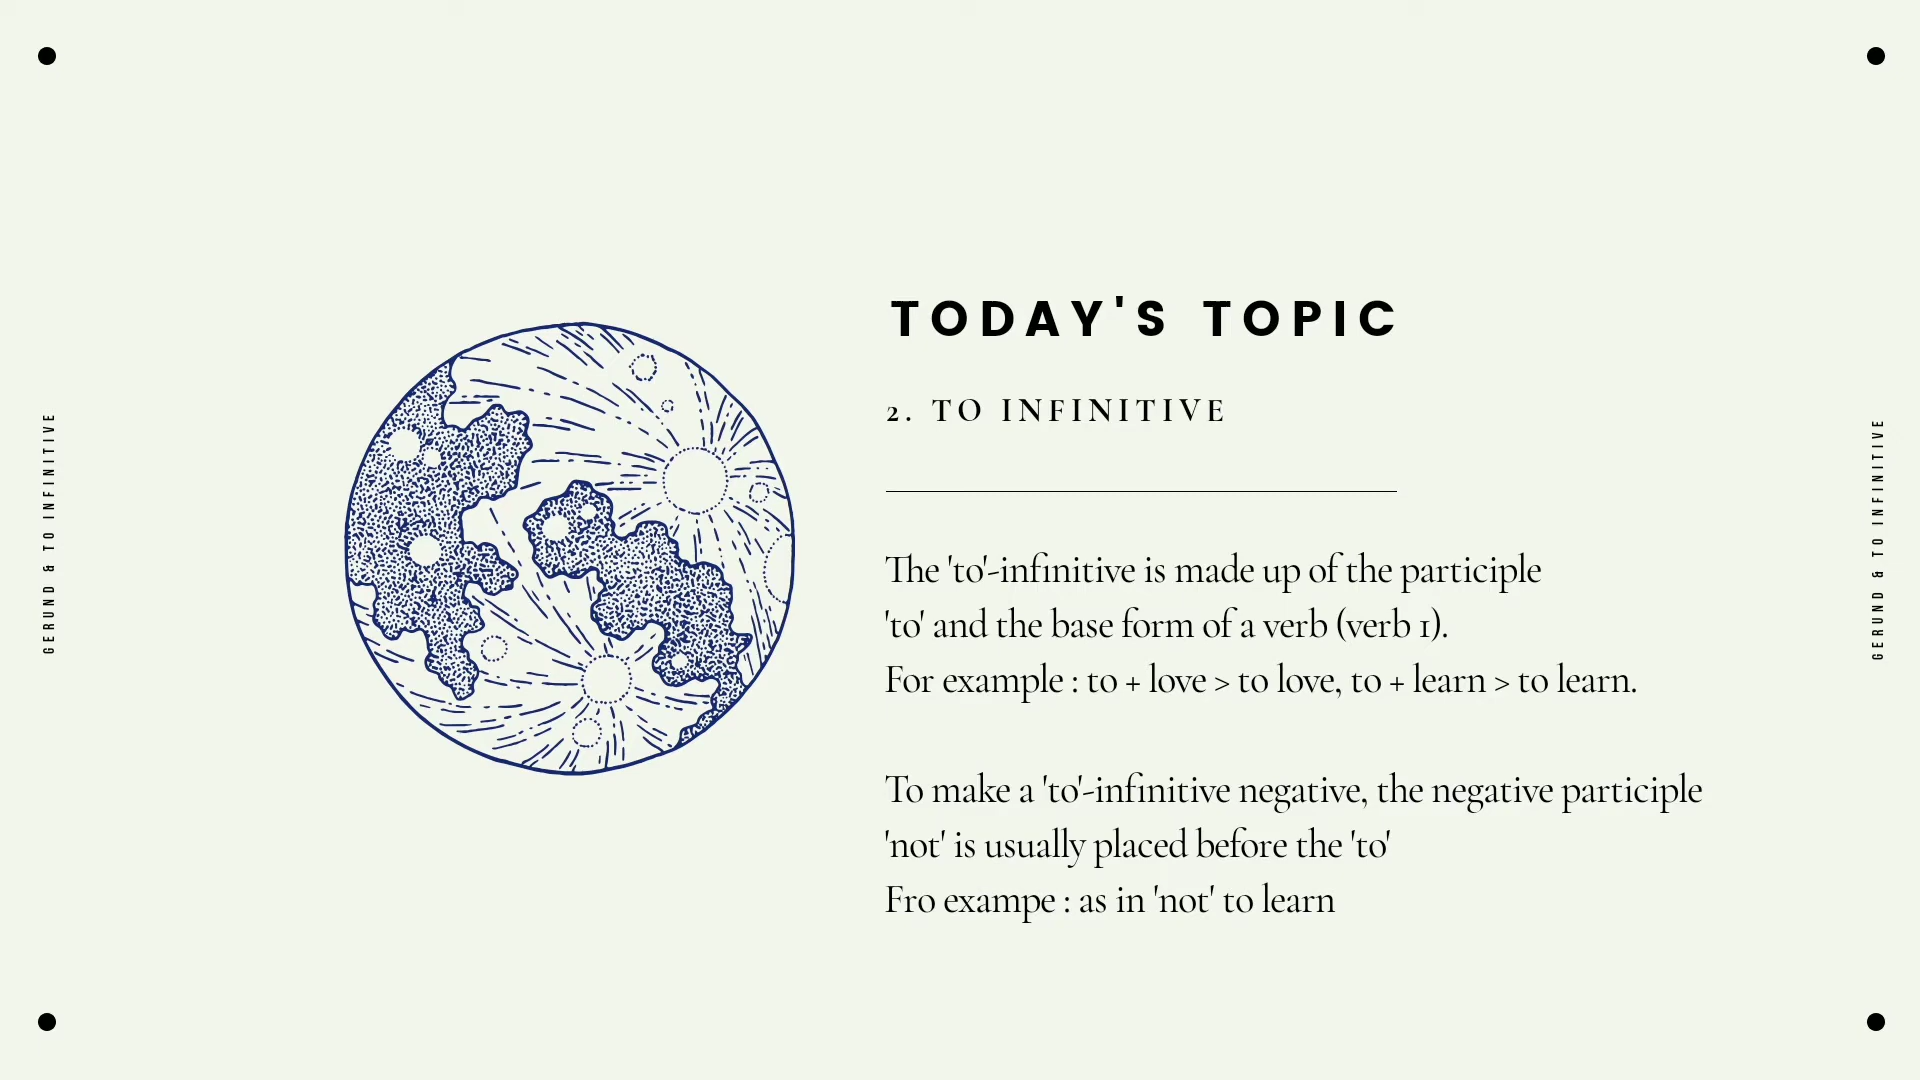 GERUND & TO INFINITIVE
TODAY'S TOPIC
2. TO INFINITIVE
The 'to'-infinitive is made up of the participle
'to' and the base form of a verb (verb 1).
For example : to + love > to love, to + learn > to learn.
To make a 'to'-infinitive negative, the negative participle
'not' is usually placed before the 'to'
Fro exampe : as in 'not' to learn
GERUND & TO INFINITIVE